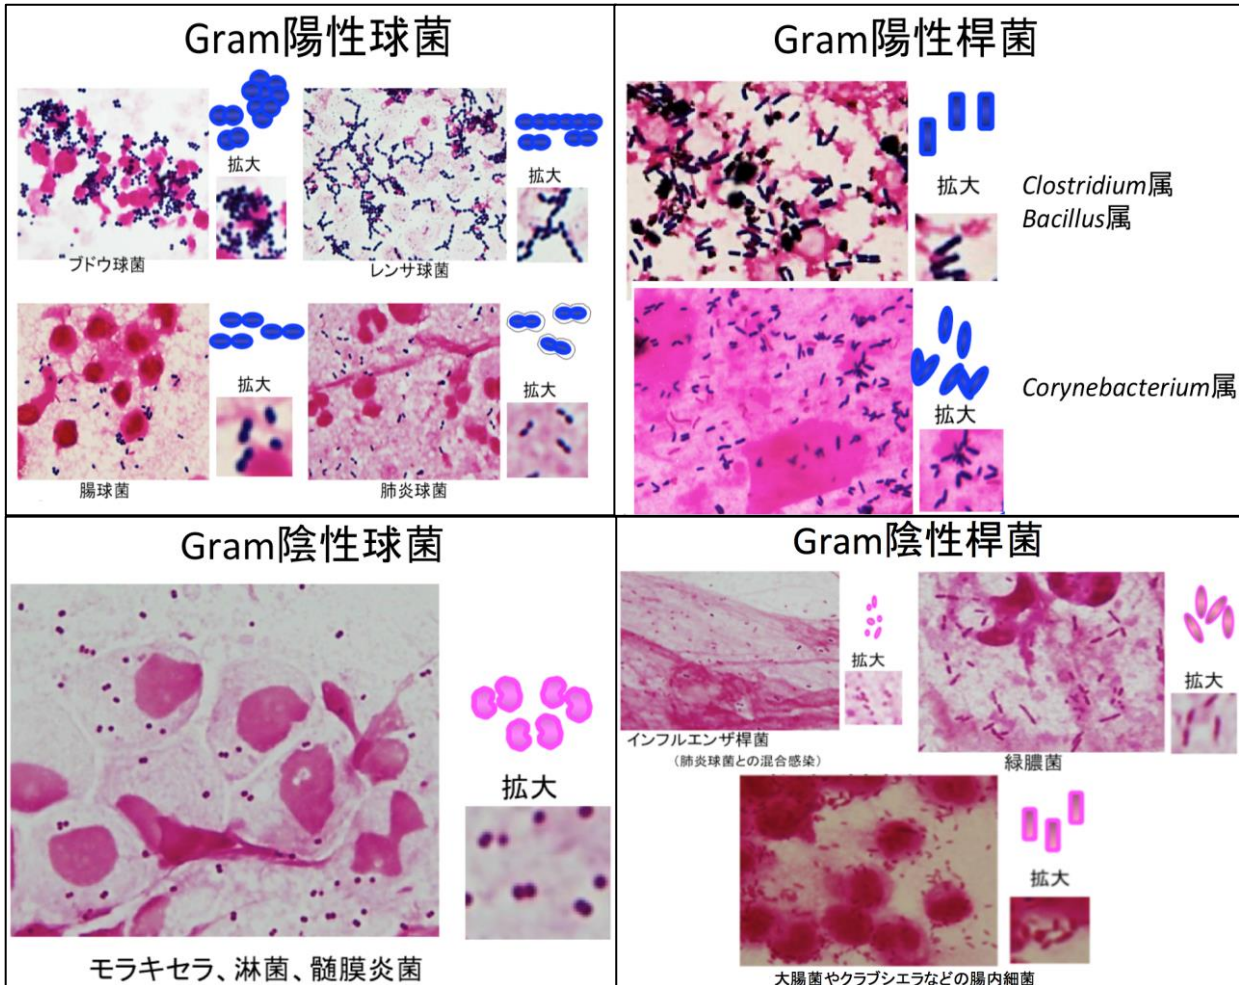 Gram陽性球菌
拡大
拡大
ブドウ球菌
レンサ球菌
拡大
拡大
腸球菌
肺炎球菌
Gram陽性桿菌
拡大
Clostridium属
Bacillus属
拡大
Corynebacterium属
Gram陰性球菌
拡大
モラキセラ、淋菌、髄膜炎菌
Gram陰性桿菌
拡大
拡大
インフルエンザ桿菌
(肺炎球菌との混合感染)
緑膿菌
拡大
大腸菌やクラブシエラなどの腸内細菌